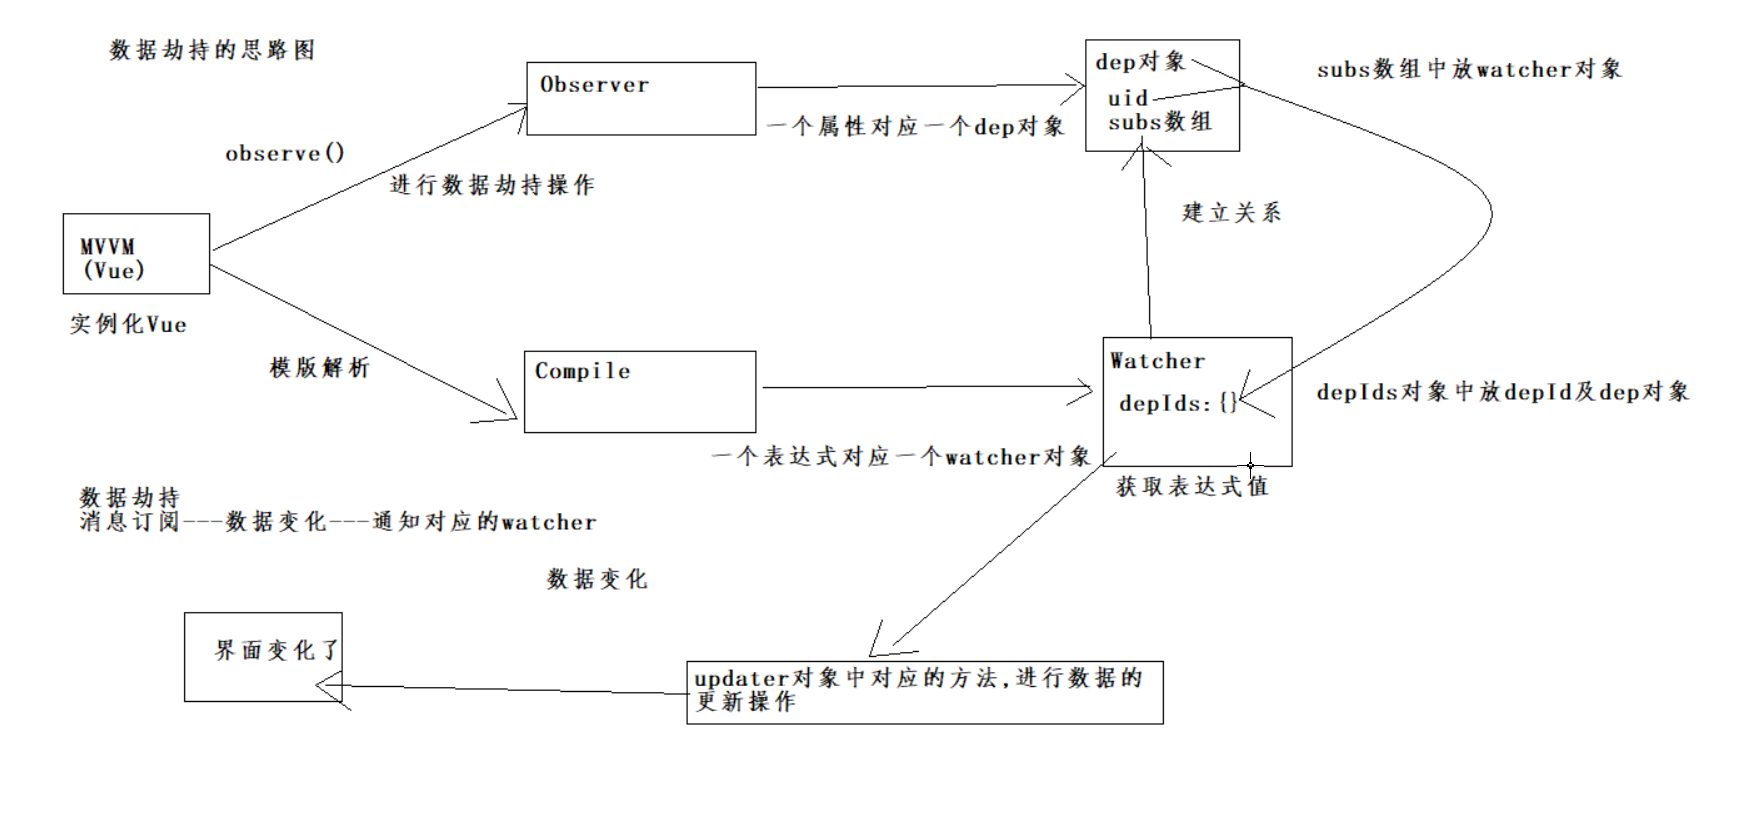 数据劫持的思路图
Observer
dep对象
uid
subs数组
subs数组中放watcher对象
一个属性对应一个dep对象
observe()
进行数据劫持操作
建立关系
MVVM
(Vue)
实例化Vue
模版解析
Compile
Watcher
depIds:{}
depIds对象中放depId及dep对象
一个表达式对应一个watcher对象
获取表达式值
数据劫持
消息订阅---数据变化---通知对应的watcher
数据变化
界面变化了
updater对象中对应的方法,进行数据的
更新操作